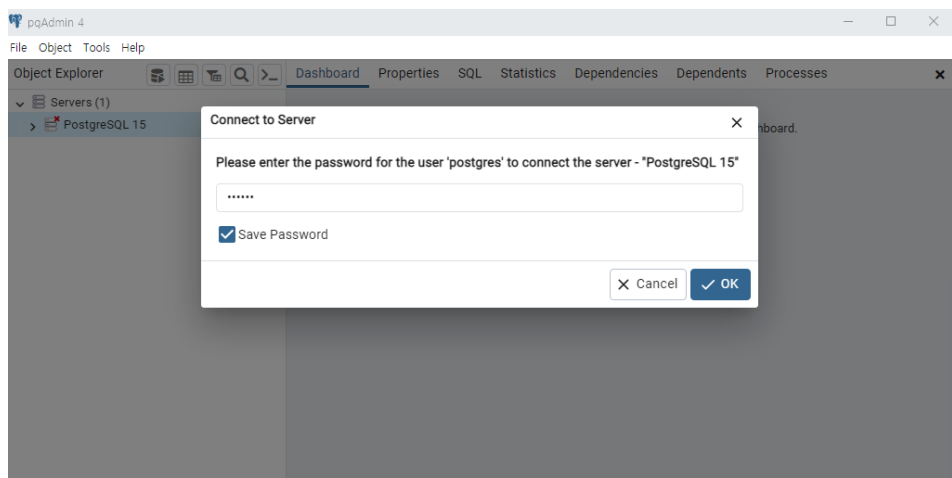 pgAdmin 4
File Object Tools Help
Object Explorer Dashboard Properties SQL Statistics Dependencies Dependents Processes
Servers (1)
PostgreSQL 15
Connect to Server
hboard.
Please enter the password for the user 'postgres' to connect the server - "PostgreSQL 15"
••••••
Save Password
Cancel OK